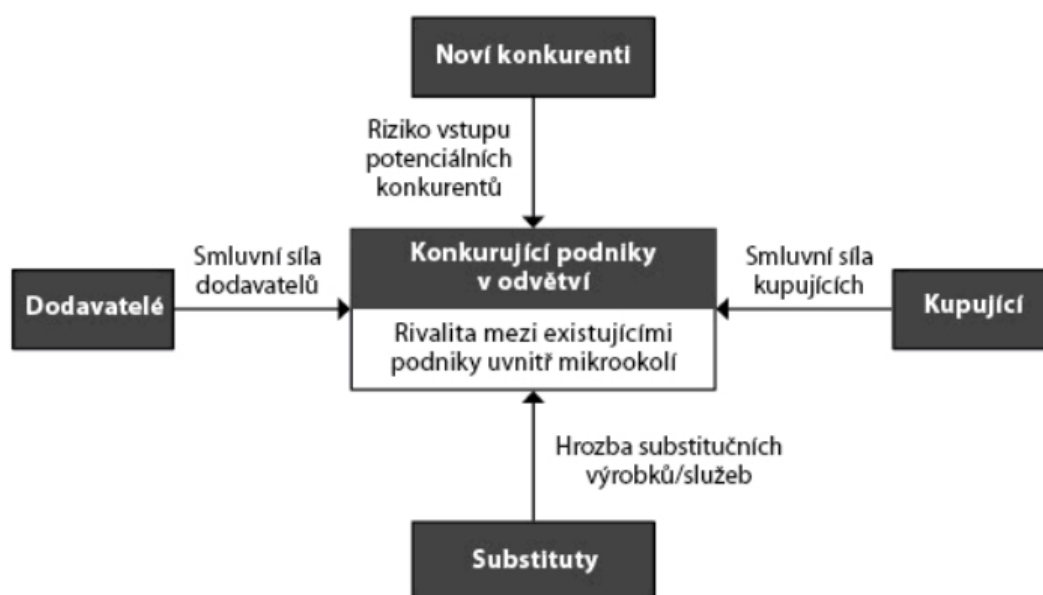 Noví konkurenti
Riziko vstupu
potenciálních
konkurentů
Smluvní síla
dodavatelů
Konkurující podniky
v odvětví
Smluvní síla
kupujících
Dodavatelé
Kupující
Rivalita mezi existujícími
podniky uvnitř mikrookolí
Hrozba substitučních
výrobků/služeb
Substituty